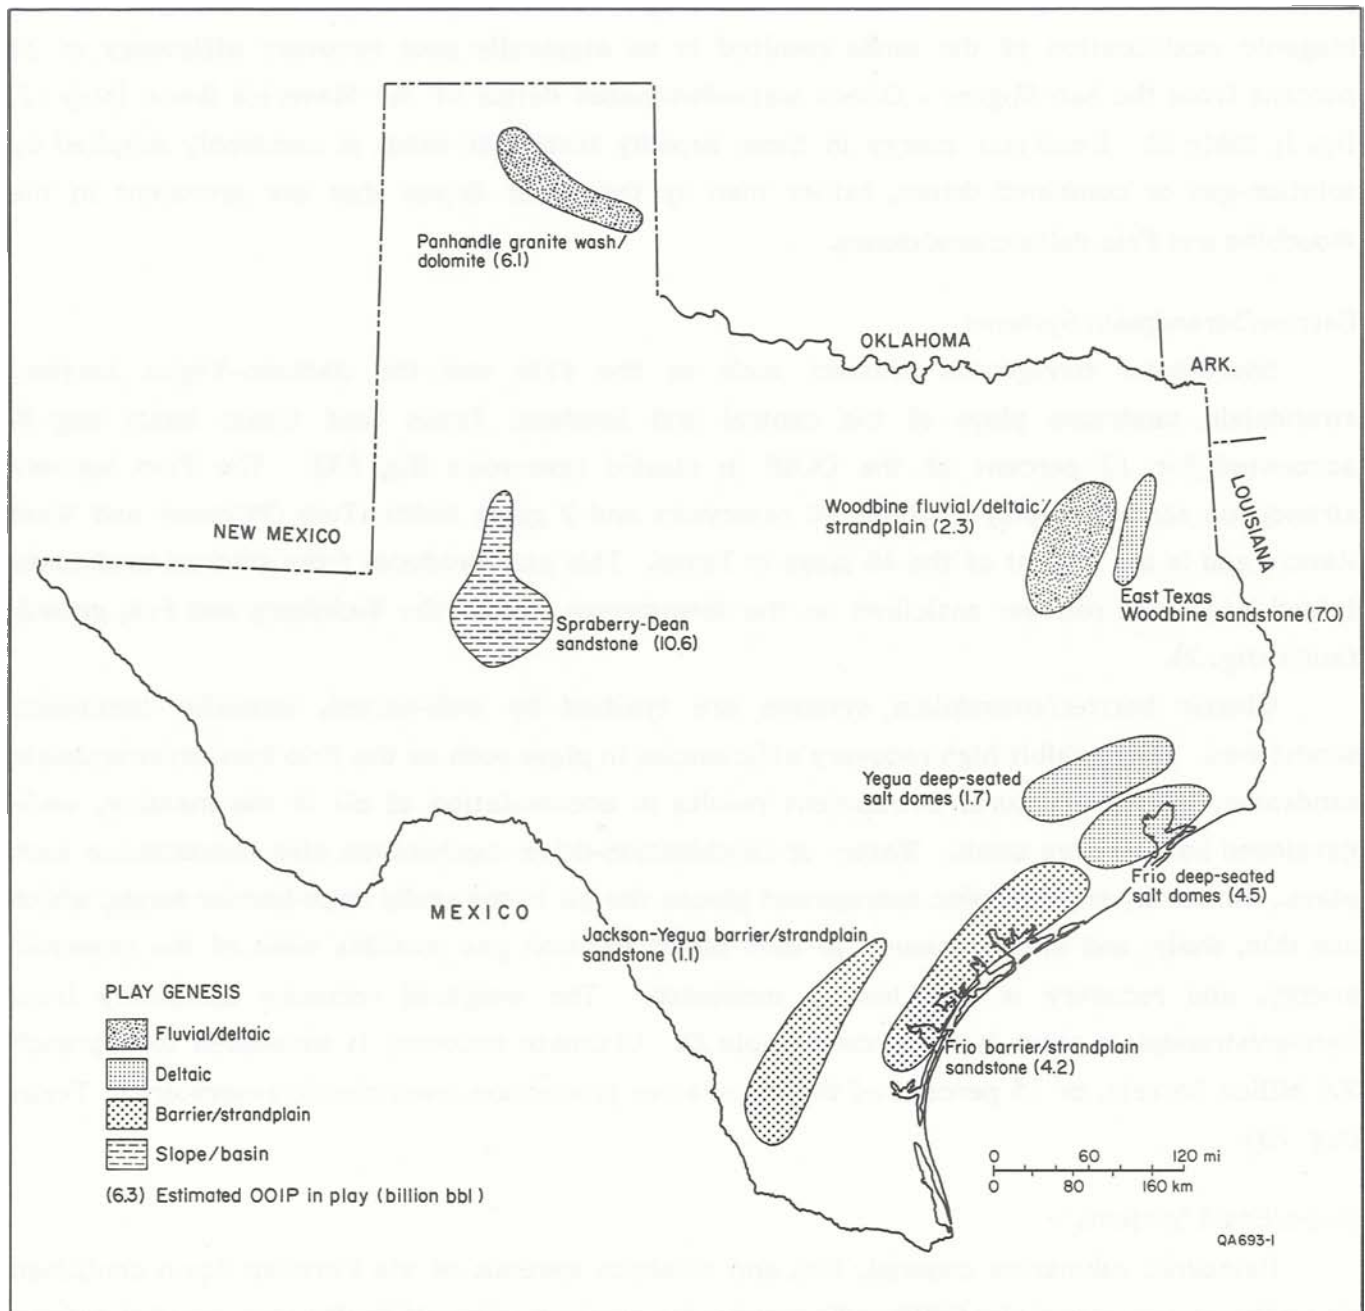 Panhandle granite wash/
dolomite (6.1)
OKLAHOMA
ARK.
NEW MEXICO
LOUISIANA
Woodbine fluvial/deltaic/
strandplain (2.3)
East Texas
Woodbine sandstone (7.0)
Spraberry-Dean
sandstone (10.6)
Yegua deep-seated
salt domes (1.7)
Frio deep-seated
salt domes (4.5)
MEXICO
Jackson-Yegua barrier/strandplain
sandstone (1.1)
Frio barrier/strandplain
sandstone (4.2)
PLAY GENESIS
Fluvial/deltaic
Deltaic
Barrier/strandplain
Slope/basin
(6.3) Estimated OOIP in play (billion bbl)
0 60 120 mi
0 80 160 km
QA693-1